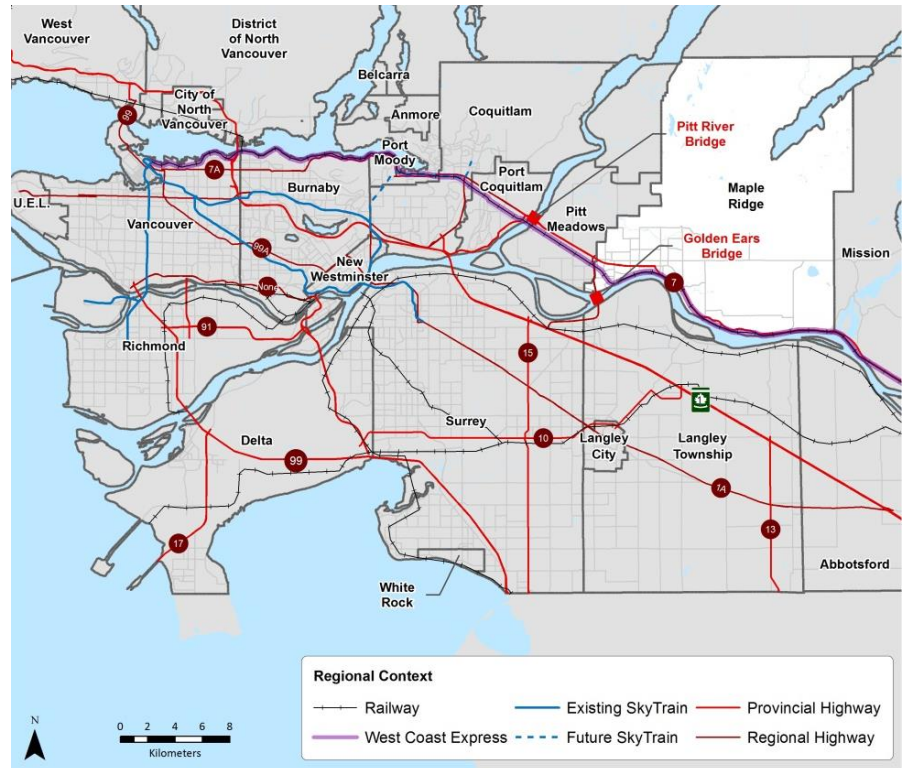 West
Vancouver
District
of North
Vancouver
Belcarra
City of
North
Vancouver
Anmore
Coquitlam
99
Port
Moody
Pitt River
Bridge
7A
Burnaby
Port
Coquitlam
Maple
Ridge
U.E.L.
Vancouver
Pitt
Meadows
99A
New
Westminster
Golden Ears
Bridge
Mission
7
None
91
Richmond
15
1
Surrey
Delta
10
Langley
City
Langley
Township
99
1A
17
13
Abbotsford
White
Rock
Regional Context
Railway
Existing SkyTrain
Provincial Highway
West Coast Express
Future SkyTrain
Regional Highway
N
0 2 4 6 8
Kilometers